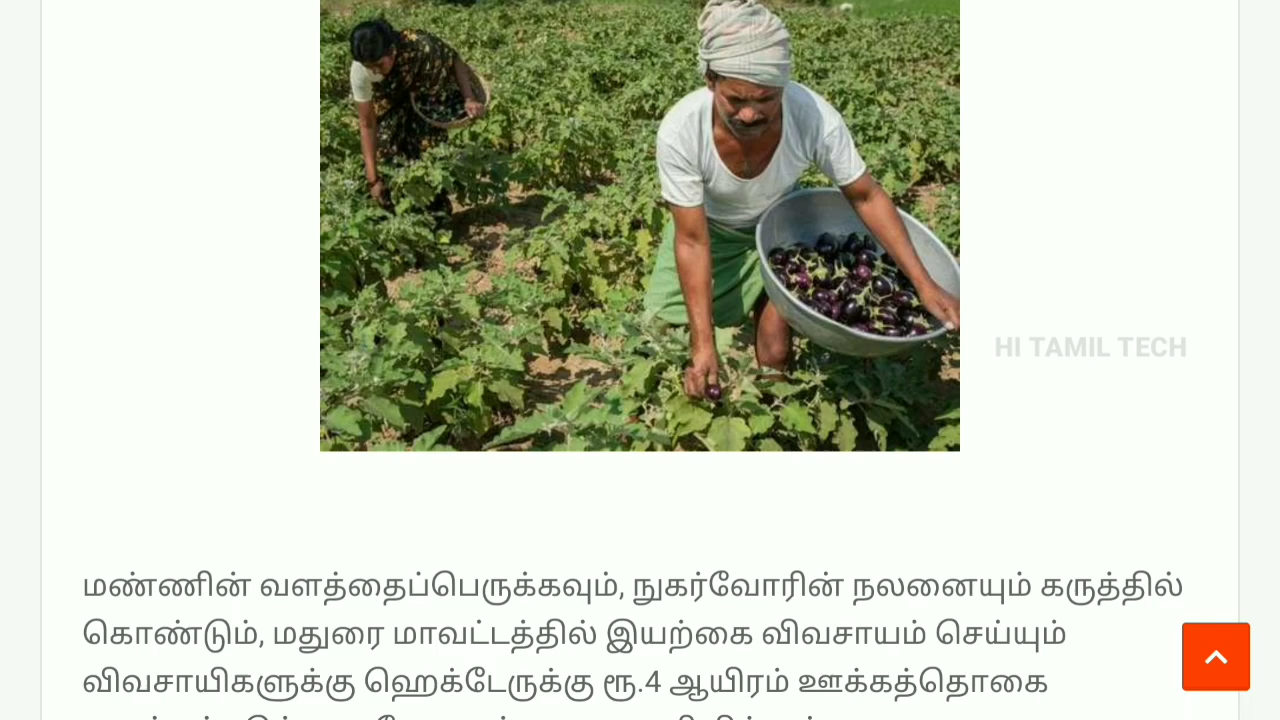 HI TAMIL TECH
மண்ணின் வளத்தைப்பெருக்கவும், நுகர்வோரின் நலனையும் கருத்தில்
கொண்டும், மதுரை மாவட்டத்தில் இயற்கை விவசாயம் செய்யும்
விவசாயிகளுக்கு ஹெக்டேருக்கு ரூ.4 ஆயிரம் ஊக்கத்தொகை